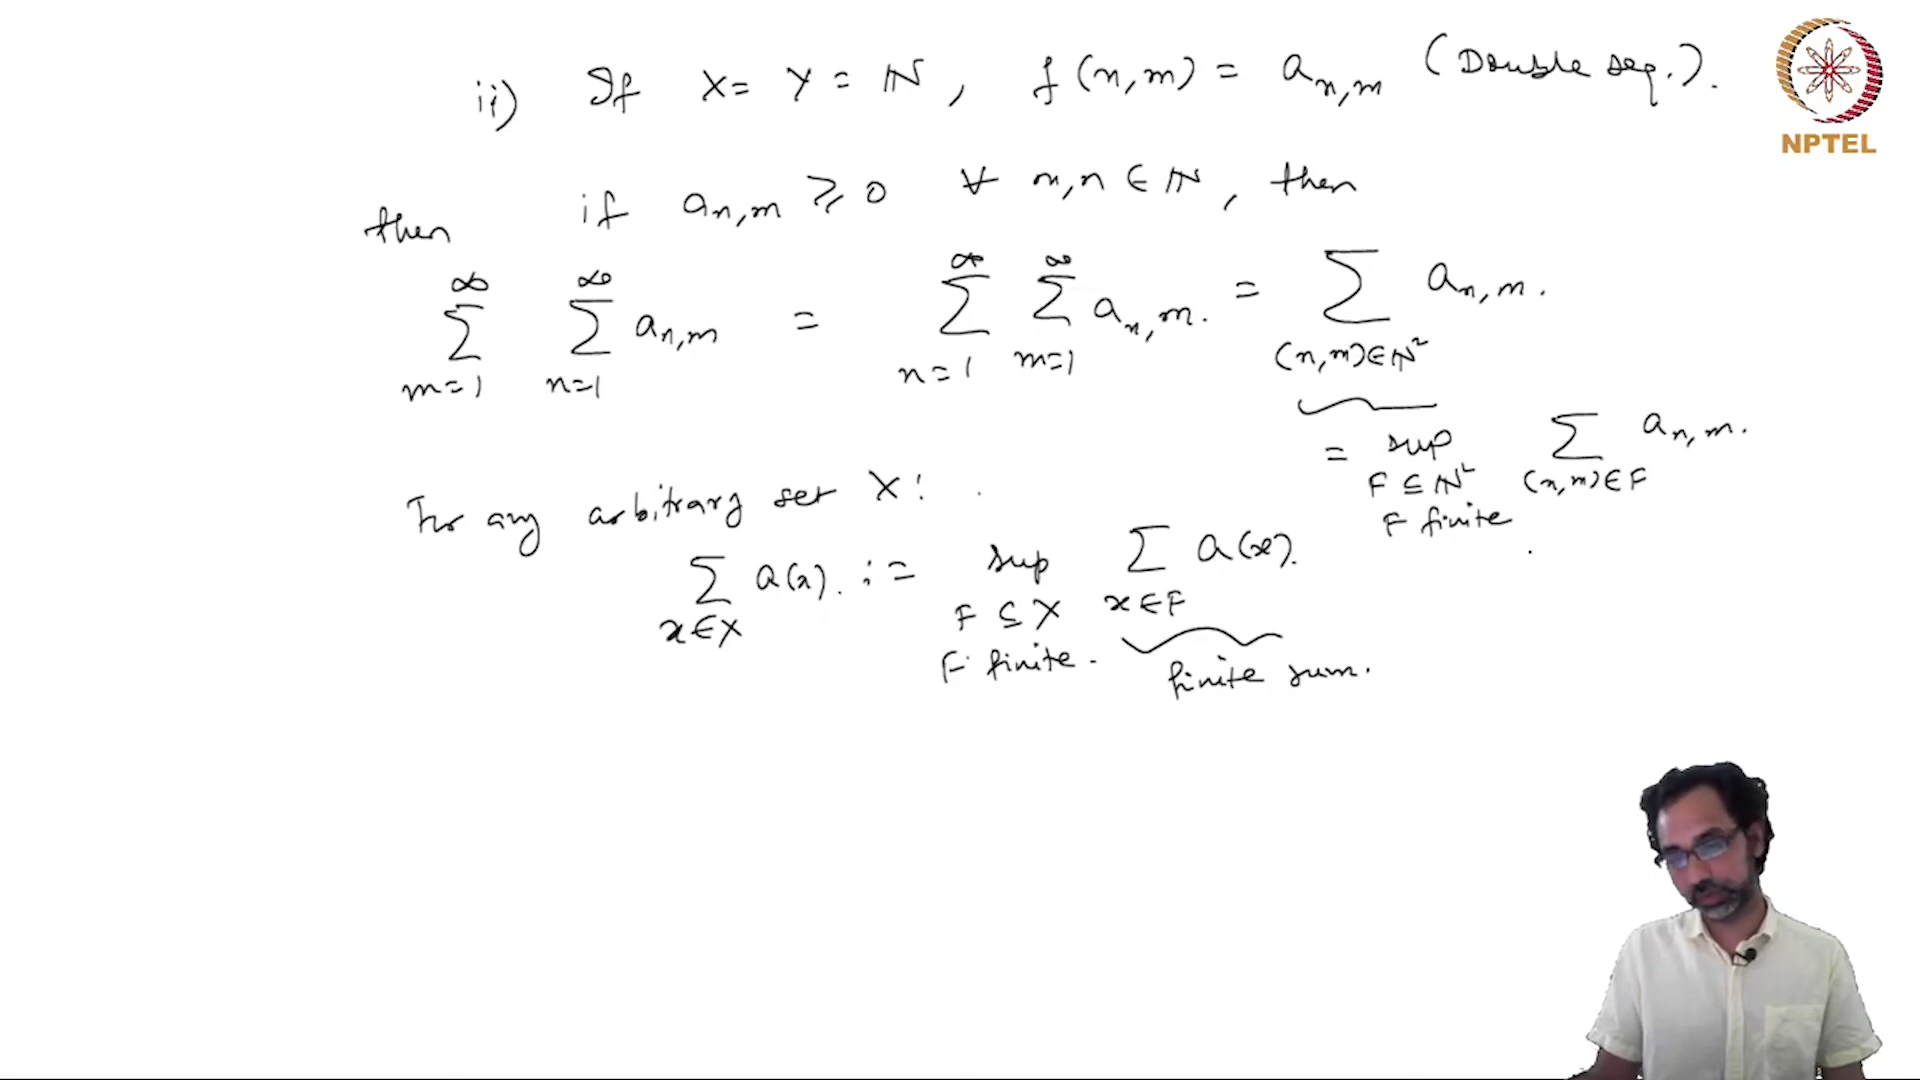 ii) If X = Y = ℕ, f(n,m) = a_{n,m} (Double seq.).
NPTEL
then if a_{n,m} ⩾ 0 ∀ m,n ∈ ℕ, then
∑_{m=1}^{∞} ∑_{n=1}^{∞} a_{n,m} = ∑_{n=1}^{∞} ∑_{m=1}^{∞} a_{n,m}. = ∑_{(n,m)∈ℕ²} a_{n,m}.
= sup_{F ⊆ ℕ², F finite} ∑_{(n,m)∈F} a_{n,m}.
For any arbitrary set X:
∑_{x∈X} a(x). := sup_{F ⊆ X, F finite.} ∑_{x∈F} a(x).
finite sum.